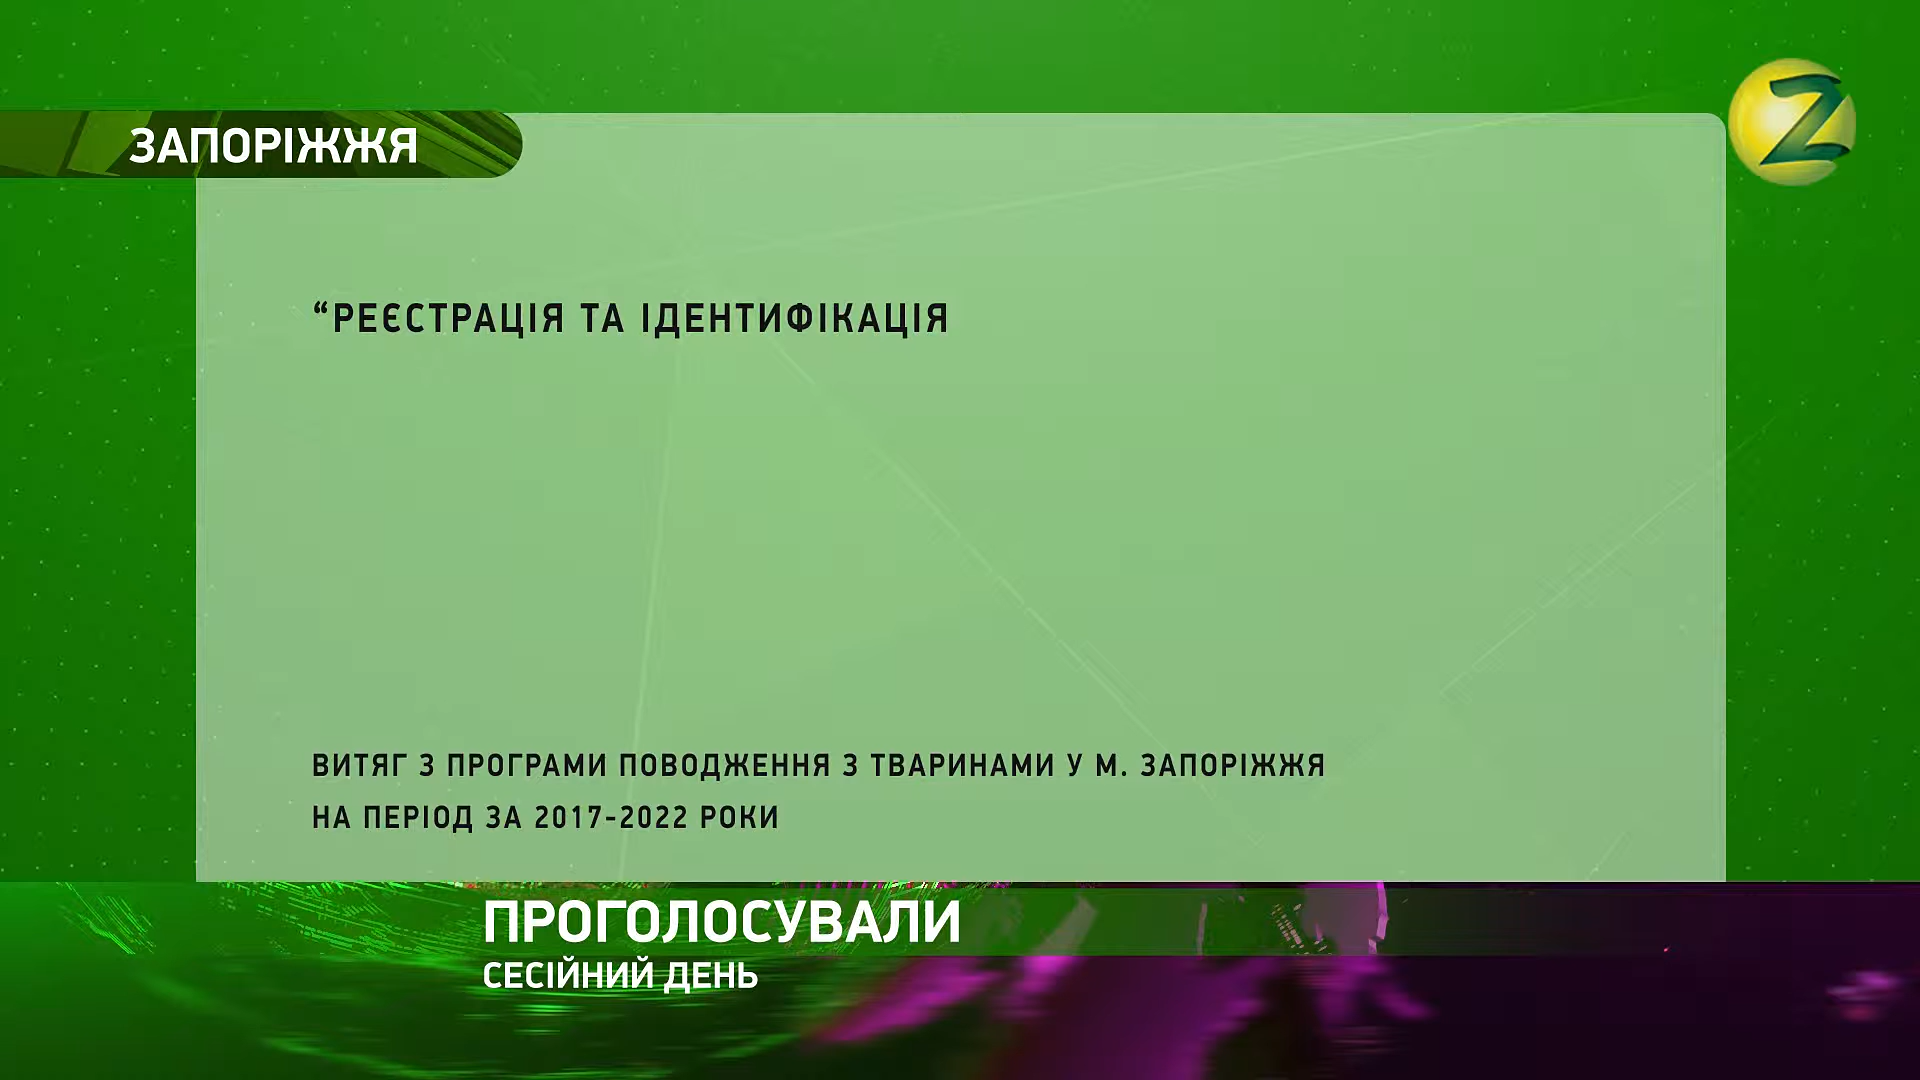 ЗАПОРІЖЖЯ
“РЕЄСТРАЦІЯ ТА ІДЕНТИФІКАЦІЯ
ВИТЯГ З ПРОГРАМИ ПОВОДЖЕННЯ З ТВАРИНАМИ У М. ЗАПОРІЖЖЯ
НА ПЕРІОД ЗА 2017-2022 РОКИ
ПРОГОЛОСУВАЛИ
СЕСІЙНИЙ ДЕНЬ